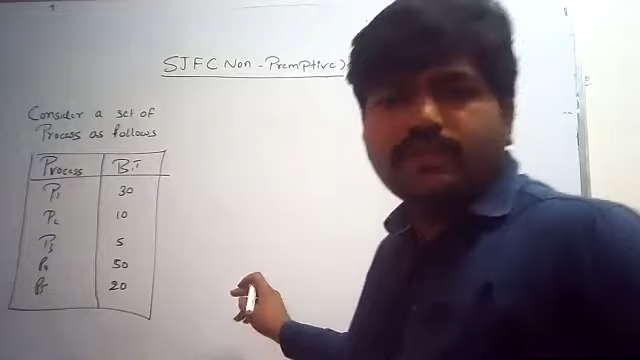 SJF (Non - Premptive)
Consider a set of
Process as follows
Process B.T
P1 30
P2 10
P3 5
P4 50
P5 20